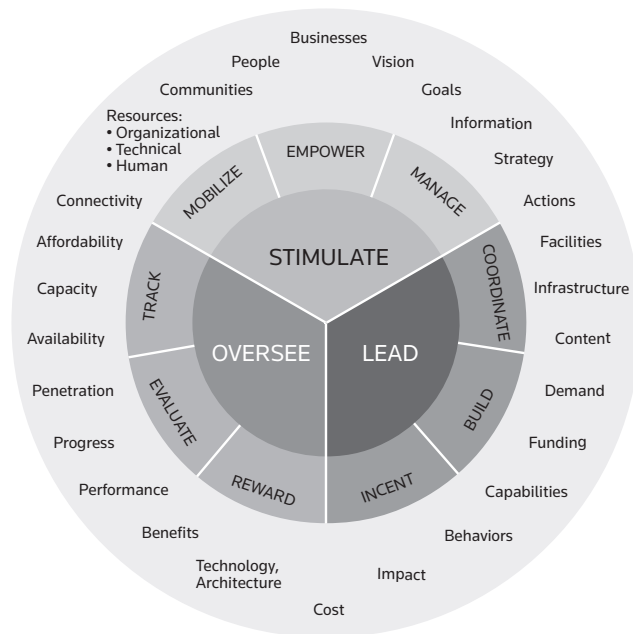 Businesses
People
Vision
Communities
Goals
Resources:
• Organizational
• Technical
• Human
Information
Strategy
Connectivity
Actions
Affordability
Facilities
Capacity
Infrastructure
Availability
Content
Penetration
Demand
Progress
Funding
Performance
Capabilities
Benefits
Behaviors
Technology,
Architecture
Impact
Cost
MOBILIZE
EMPOWER
MANAGE
TRACK
COORDINATE
EVALUATE
BUILD
REWARD
INCENT
STIMULATE
OVERSEE
LEAD